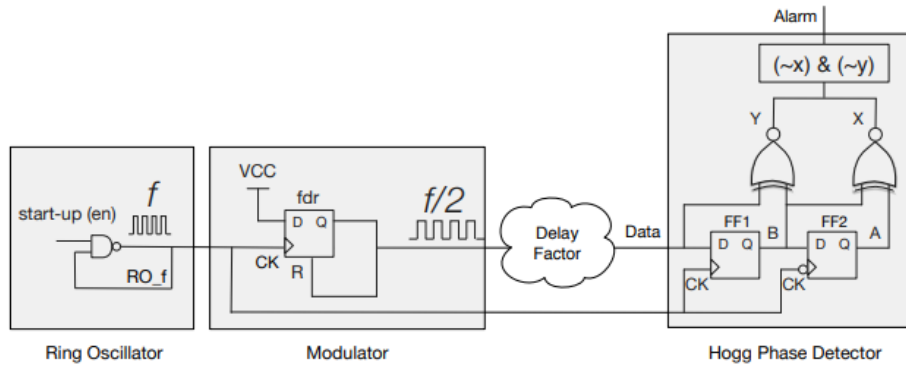 Alarm
(~x) & (~y)
Y
X
VCC
f
fdr
f/2
start-up (en)
D
Q
Delay
Factor
Data
FF1
B
FF2
A
D
Q
D
Q
CK
R
RO_f
CK
CK
Ring Oscillator
Modulator
Hogg Phase Detector